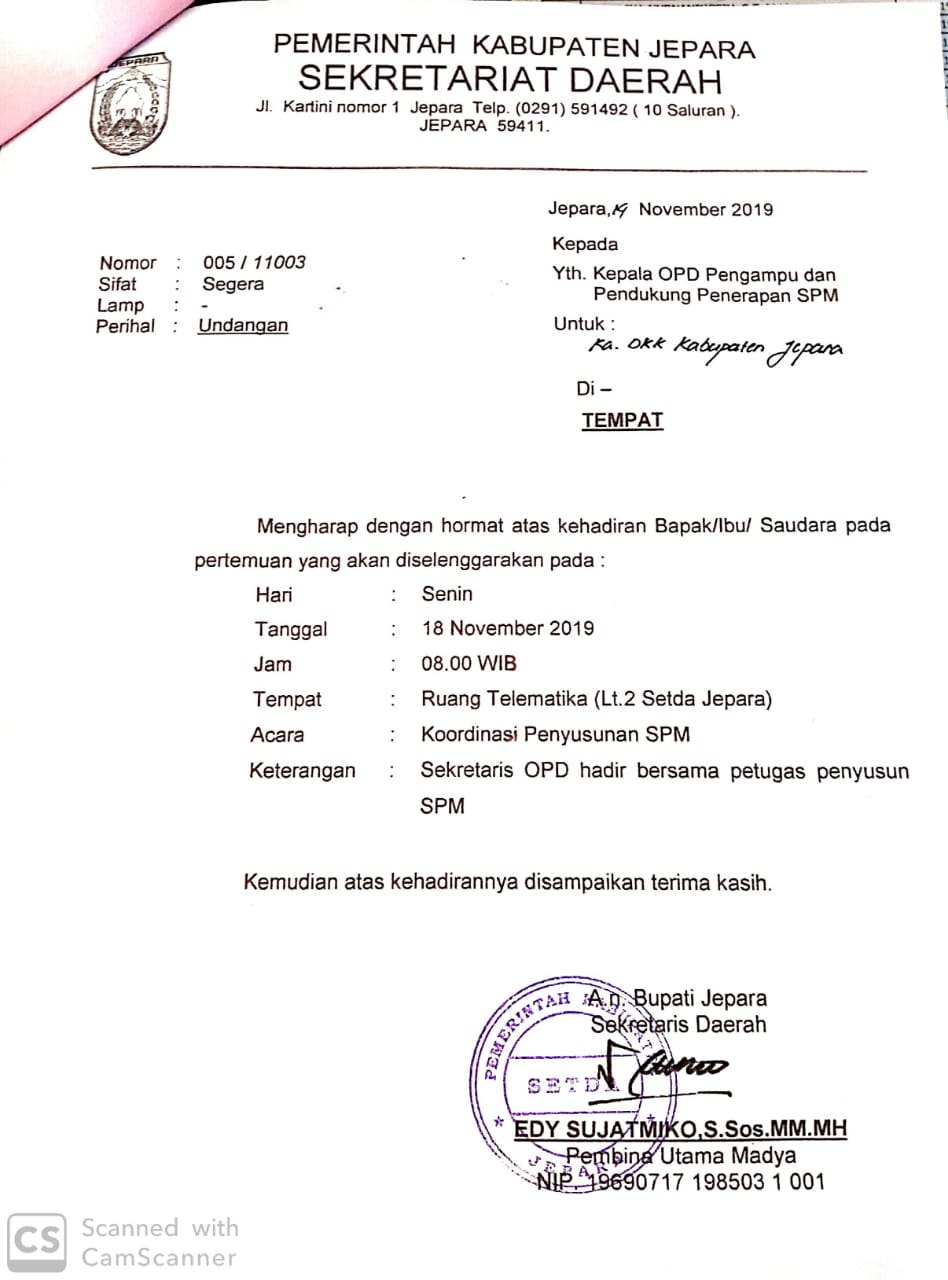 JEPARA
PEMERINTAH KABUPATEN JEPARA
SEKRETARIAT DAERAH
Jl. Kartini nomor 1 Jepara Telp. (0291) 591492 ( 10 Saluran ).
JEPARA 59411.
Jepara, November 2019
Kepada
Nomor : 005 / 11003
Sifat : Segera
Lamp : -
Perihal : Undangan
Yth. Kepala OPD Pengampu dan
Pendukung Penerapan SPM
Untuk :
Ka. DKK Kabupaten Jepara
Di –
TEMPAT
Mengharap dengan hormat atas kehadiran Bapak/Ibu/ Saudara pada
pertemuan yang akan diselenggarakan pada :
Hari : Senin
Tanggal : 18 November 2019
Jam : 08.00 WIB
Tempat : Ruang Telematika (Lt.2 Setda Jepara)
Acara : Koordinasi Penyusunan SPM
Keterangan : Sekretaris OPD hadir bersama petugas penyusun
SPM
Kemudian atas kehadirannya disampaikan terima kasih.
A.n. Bupati Jepara
Sekretaris Daerah
PEMERINTAH KABUPATEN
SETDA
JEPARA
EDY SUJATMIKO,S.Sos.MM.MH
Pembina Utama Madya
NIP. 19690717 198503 1 001
CS
Scanned with
CamScanner